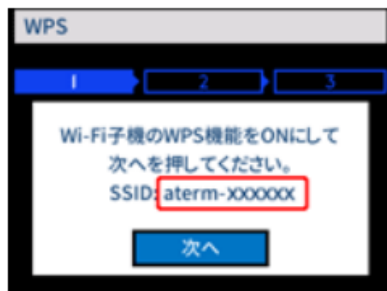 WPS
1 2 3
Wi-Fi子機のWPS機能をONにして
次へを押してください。
SSID: aterm-XXXXXX
次へ